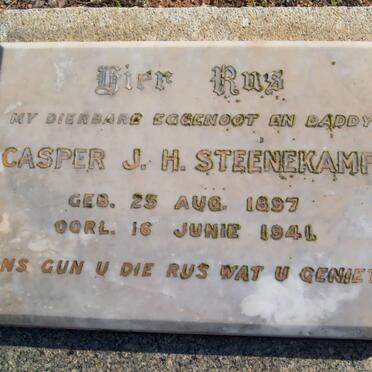 Hier Rus
MY DIERBARE EGGENOOT EN DADDY
CASPER J. H. STEENEKAMP
GEB. 25 AUG. 1897
OORL. 16 JUNIE 1941.
ONS GUN U DIE RUS WAT U GENIET